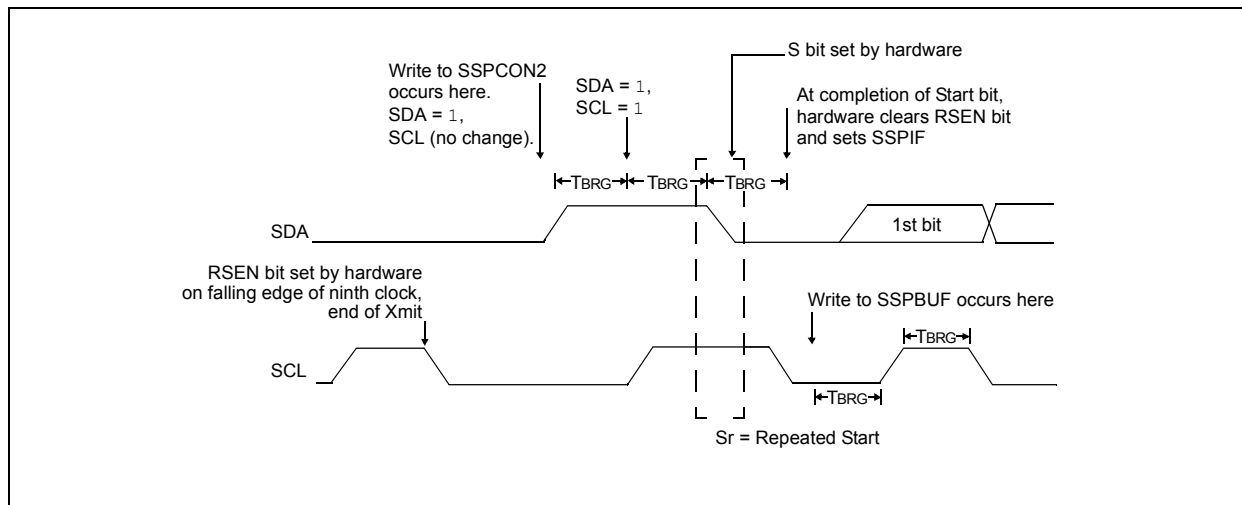 S bit set by hardware
Write to SSPCON2
occurs here.
SDA = 1,
SCL (no change).
SDA = 1,
SCL = 1
At completion of Start bit,
hardware clears RSEN bit
and sets SSPIF
TBRG
TBRG
TBRG
SDA
1st bit
RSEN bit set by hardware
on falling edge of ninth clock,
end of Xmit
Write to SSPBUF occurs here
TBRG
SCL
TBRG
Sr = Repeated Start